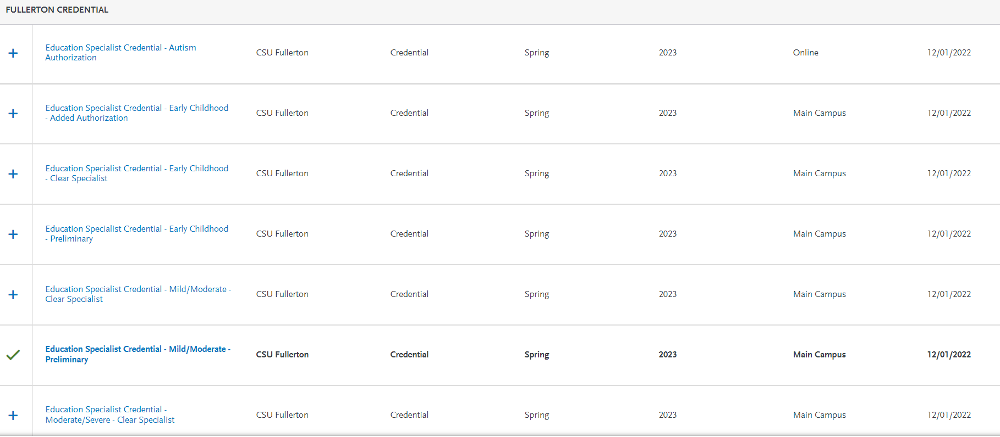 FULLERTON CREDENTIAL
Education Specialist Credential - Autism
Authorization
CSU Fullerton
Credential
Spring
2023
Online
12/01/2022
Education Specialist Credential - Early Childhood
- Added Authorization
CSU Fullerton
Credential
Spring
2023
Main Campus
12/01/2022
Education Specialist Credential - Early Childhood
- Clear Specialist
CSU Fullerton
Credential
Spring
2023
Main Campus
12/01/2022
Education Specialist Credential - Early Childhood
- Preliminary
CSU Fullerton
Credential
Spring
2023
Main Campus
12/01/2022
Education Specialist Credential - Mild/Moderate -
Clear Specialist
CSU Fullerton
Credential
Spring
2023
Main Campus
12/01/2022
Education Specialist Credential - Mild/Moderate -
Preliminary
CSU Fullerton
Credential
Spring
2023
Main Campus
12/01/2022
Education Specialist Credential -
Moderate/Severe - Clear Specialist
CSU Fullerton
Credential
Spring
2023
Main Campus
12/01/2022